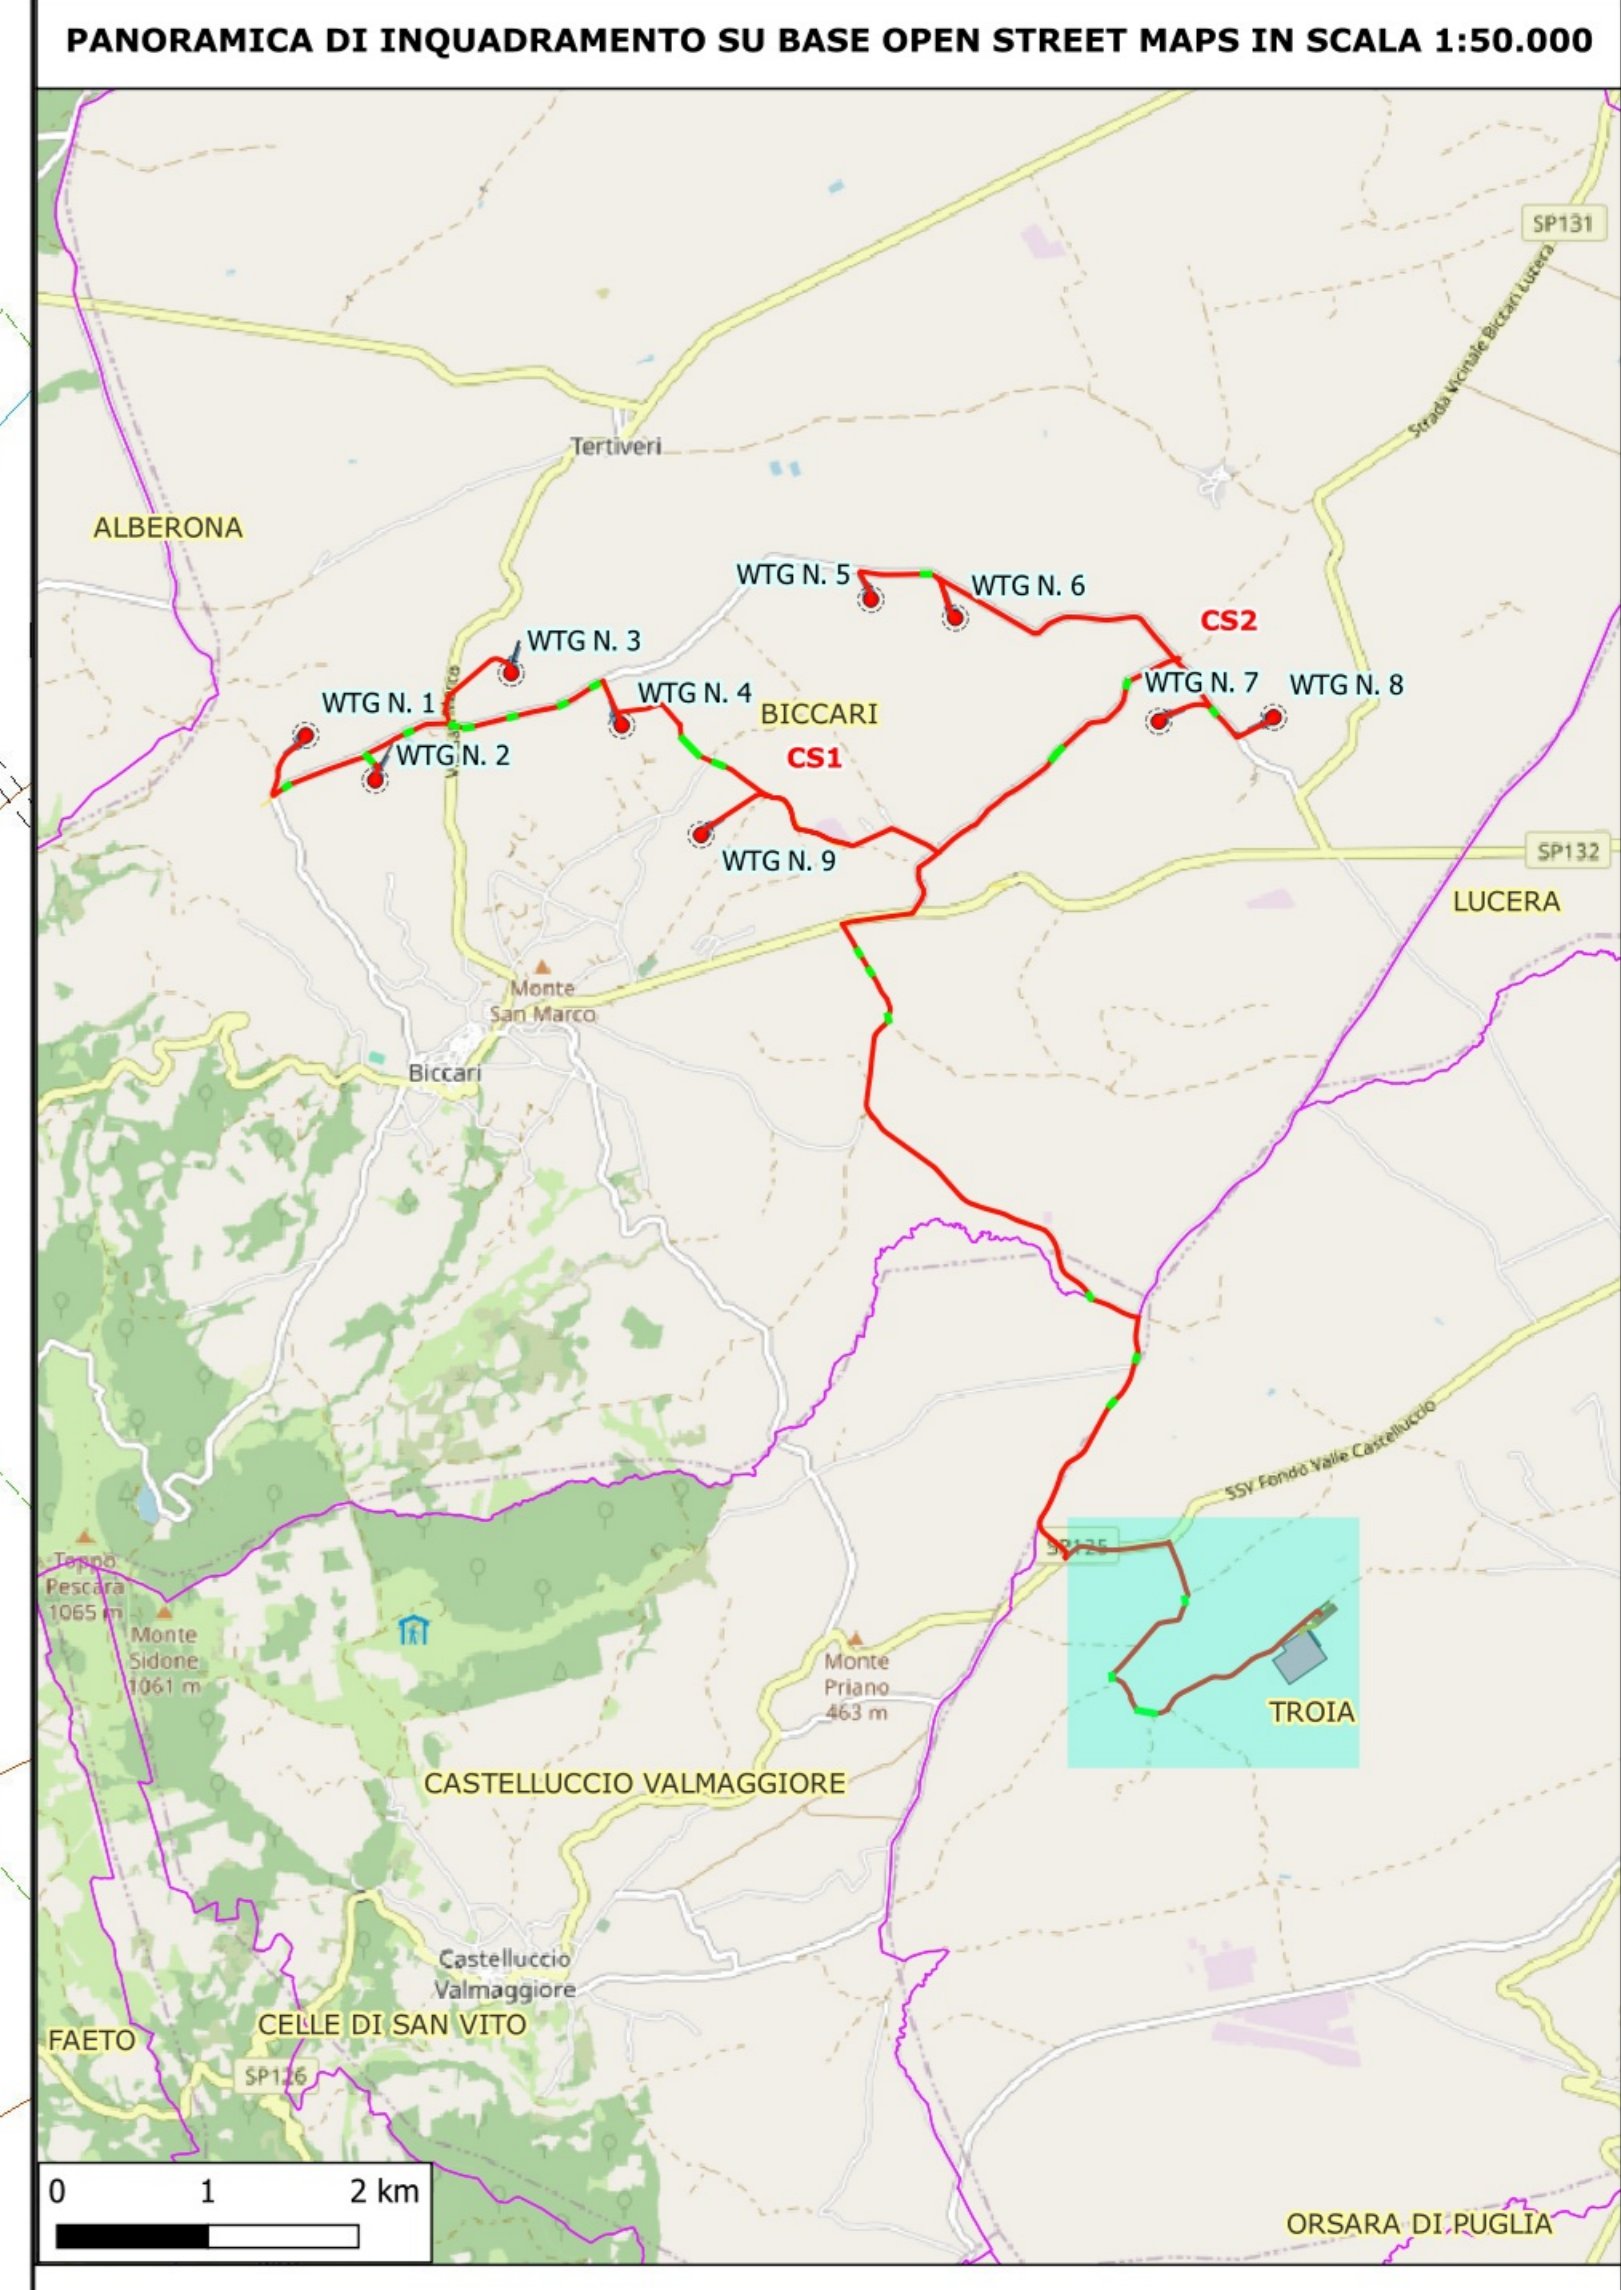 PANORAMICA DI INQUADRAMENTO SU BASE OPEN STREET MAPS IN SCALA 1:50.000
SP131
Strada Vicinale Biccari Lucera
Tertiveri
ALBERONA
WTG N. 5
WTG N. 6
CS2
WTG N. 3
WTG N. 7
WTG N. 8
WTG N. 1
WTG N. 4
BICCARI
WTG N. 2
CS1
SP132
WTG N. 9
LUCERA
Monte
San Marco
Biccari
SSV Fondo Valle Castelluccio
SP125
Toppo
Pescara
1065 m
Monte
Sidone
1061 m
Monte
Priano
463 m
TROIA
CASTELLUCCIO VALMAGGIORE
Castelluccio
Valmaggiore
CELLE DI SAN VITO
FAETO
SP126
0 1 2 km
ORSARA DI PUGLIA